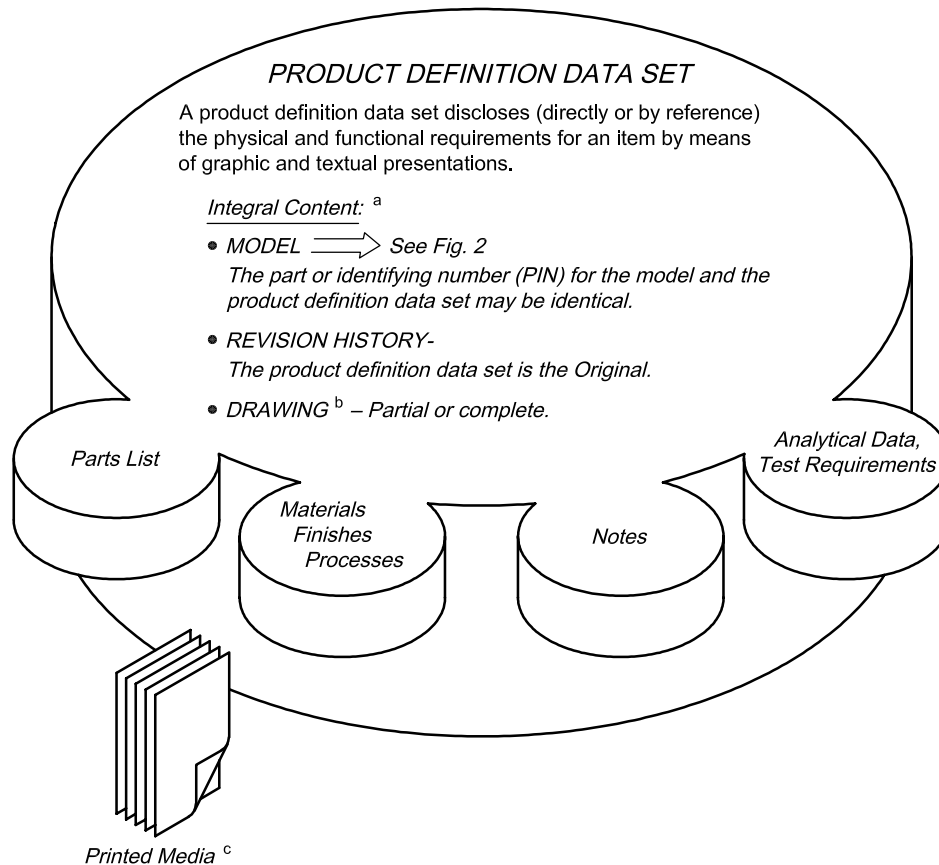 PRODUCT DEFINITION DATA SET
A product definition data set discloses (directly or by reference)
the physical and functional requirements for an item by means
of graphic and textual presentations.
Integral Content: a
• MODEL ⇒ See Fig. 2
The part or identifying number (PIN) for the model and the
product definition data set may be identical.
• REVISION HISTORY-
The product definition data set is the Original.
• DRAWING b – Partial or complete.
Parts List
Materials
Finishes
Processes
Notes
Analytical Data,
Test Requirements
Printed Media c